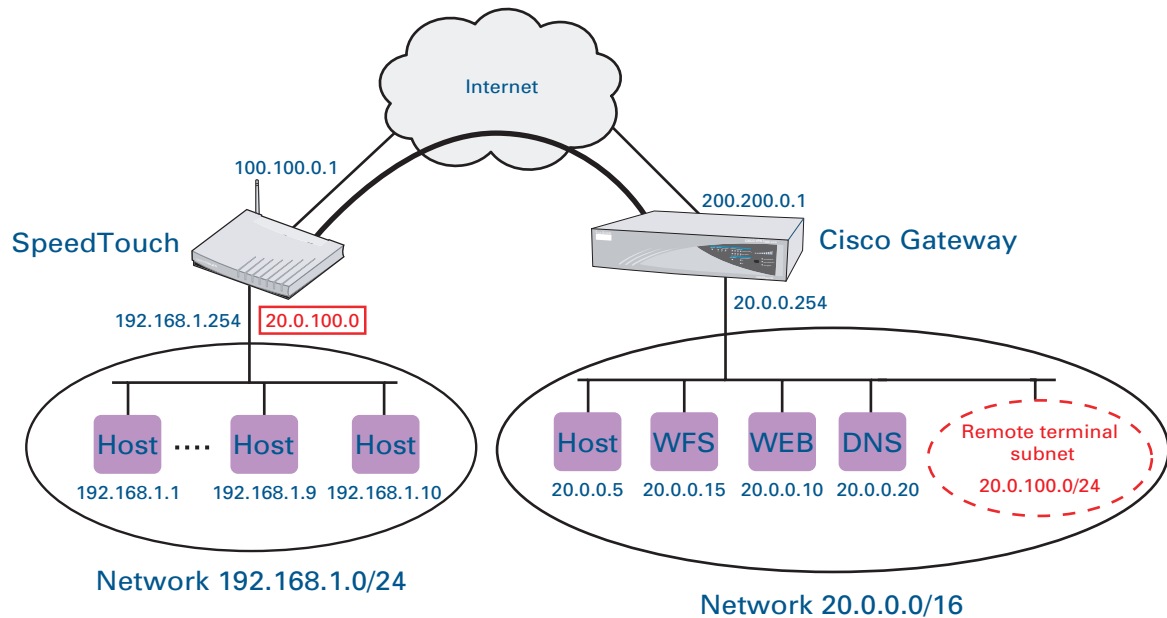 Internet
100.100.0.1
200.200.0.1
SpeedTouch
Cisco Gateway
192.168.1.254
20.0.100.0
20.0.0.254
Host
....
Host
Host
192.168.1.1
192.168.1.9
192.168.1.10
Host
WFS
WEB
DNS
Remote terminal
subnet
20.0.100.0/24
20.0.0.5
20.0.0.15
20.0.0.10
20.0.0.20
Network 192.168.1.0/24
Network 20.0.0.0/16